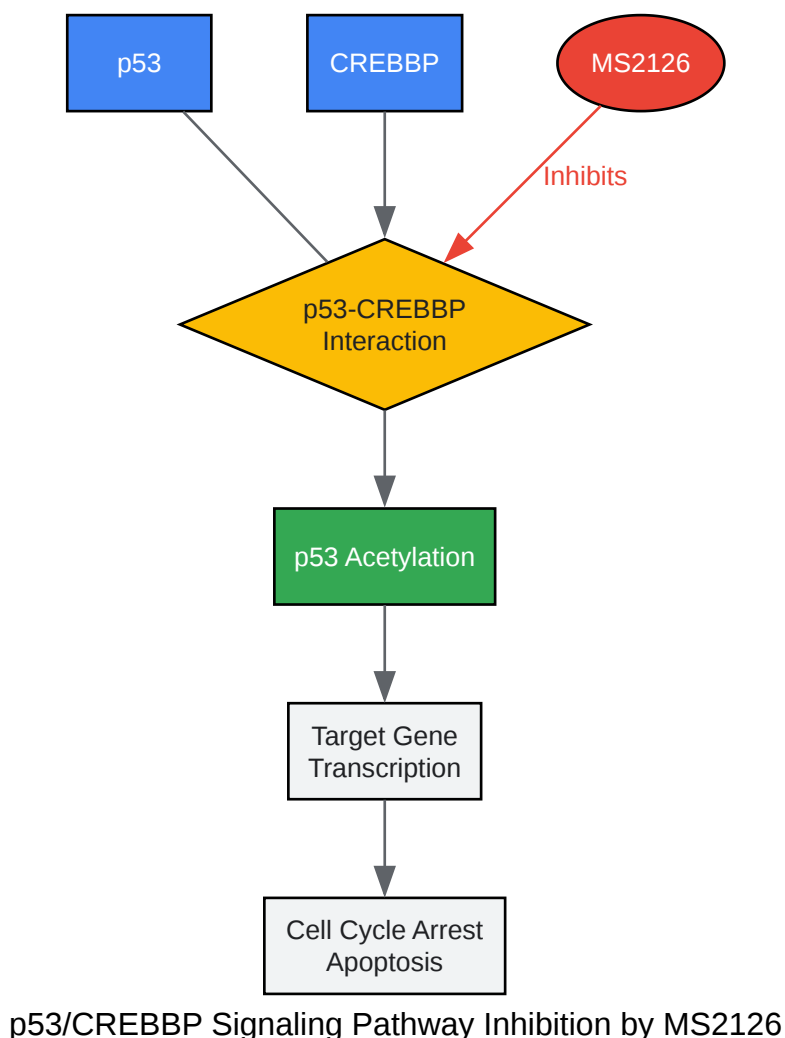 p53
CREBBP
MS2126
Inhibits
p53-CREBBP
Interaction
p53 Acetylation
Target Gene
Transcription
Cell Cycle Arrest
Apoptosis
p53/CREBBP Signaling Pathway Inhibition by MS2126